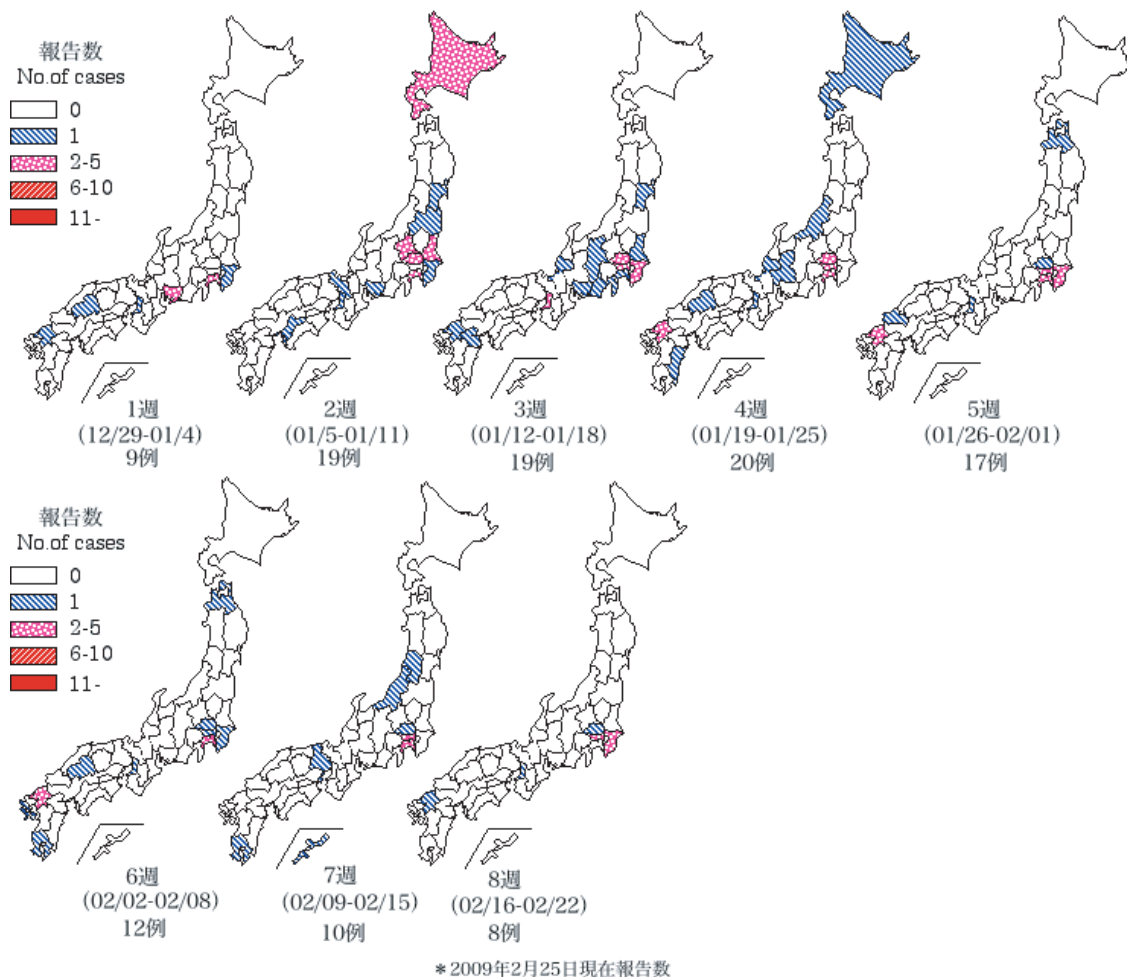 報告数
No.of cases
0
1
2-5
6-10
11-
1週
(12/29-01/4)
9例
2週
(01/5-01/11)
19例
3週
(01/12-01/18)
19例
4週
(01/19-01/25)
20例
5週
(01/26-02/01)
17例
報告数
No.of cases
0
1
2-5
6-10
11-
6週
(02/02-02/08)
12例
7週
(02/09-02/15)
10例
8週
(02/16-02/22)
8例
*2009年2月25日現在報告数